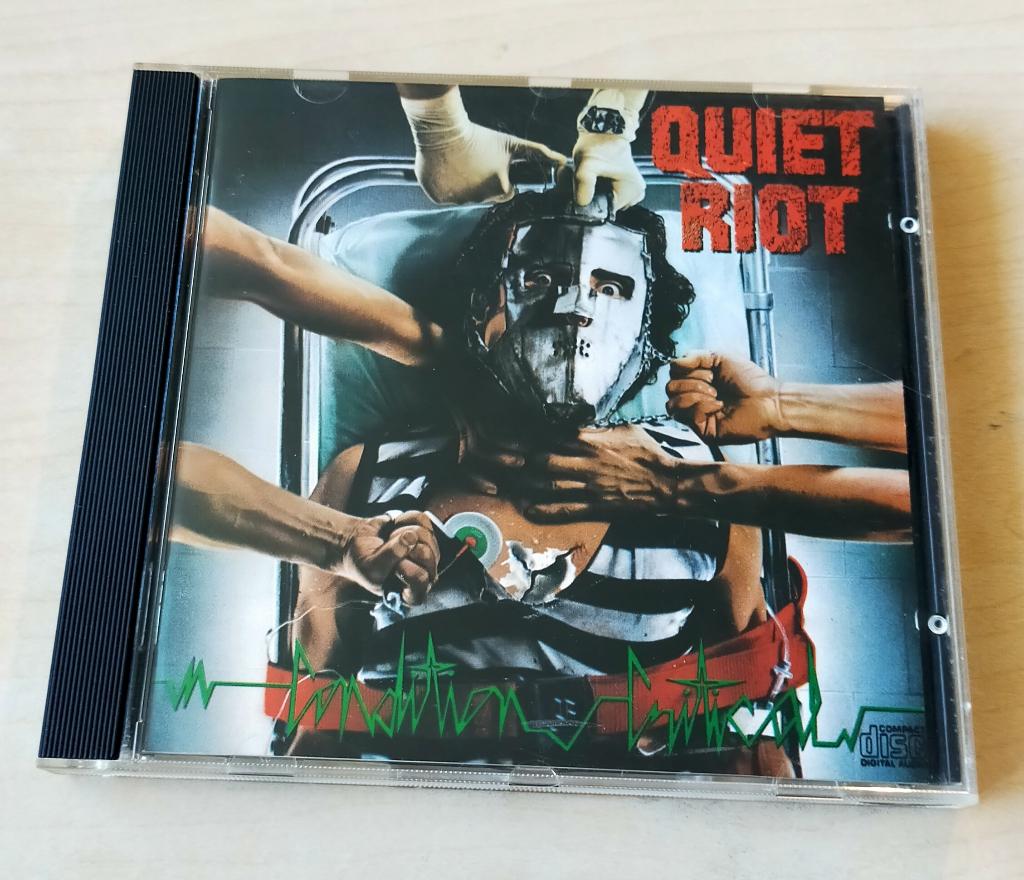 QUIET
RIOT
Condition Critical
COMPACT
disc
DIGITAL AUDIO